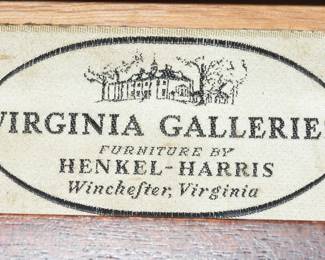 VIRGINIA GALLERIES
FURNITURE BY
HENKEL-HARRIS
Wincheſter, Virginia